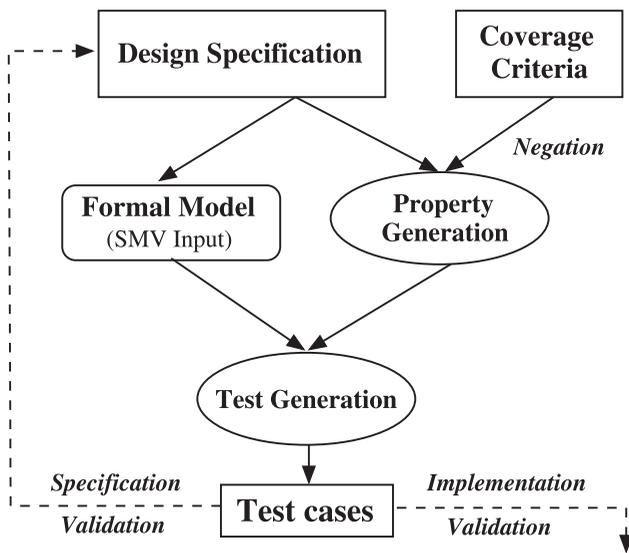 Design Specification
Coverage
Criteria
Negation
Formal Model
(SMV Input)
Property
Generation
Test Generation
Specification
Validation
Test cases
Implementation
Validation